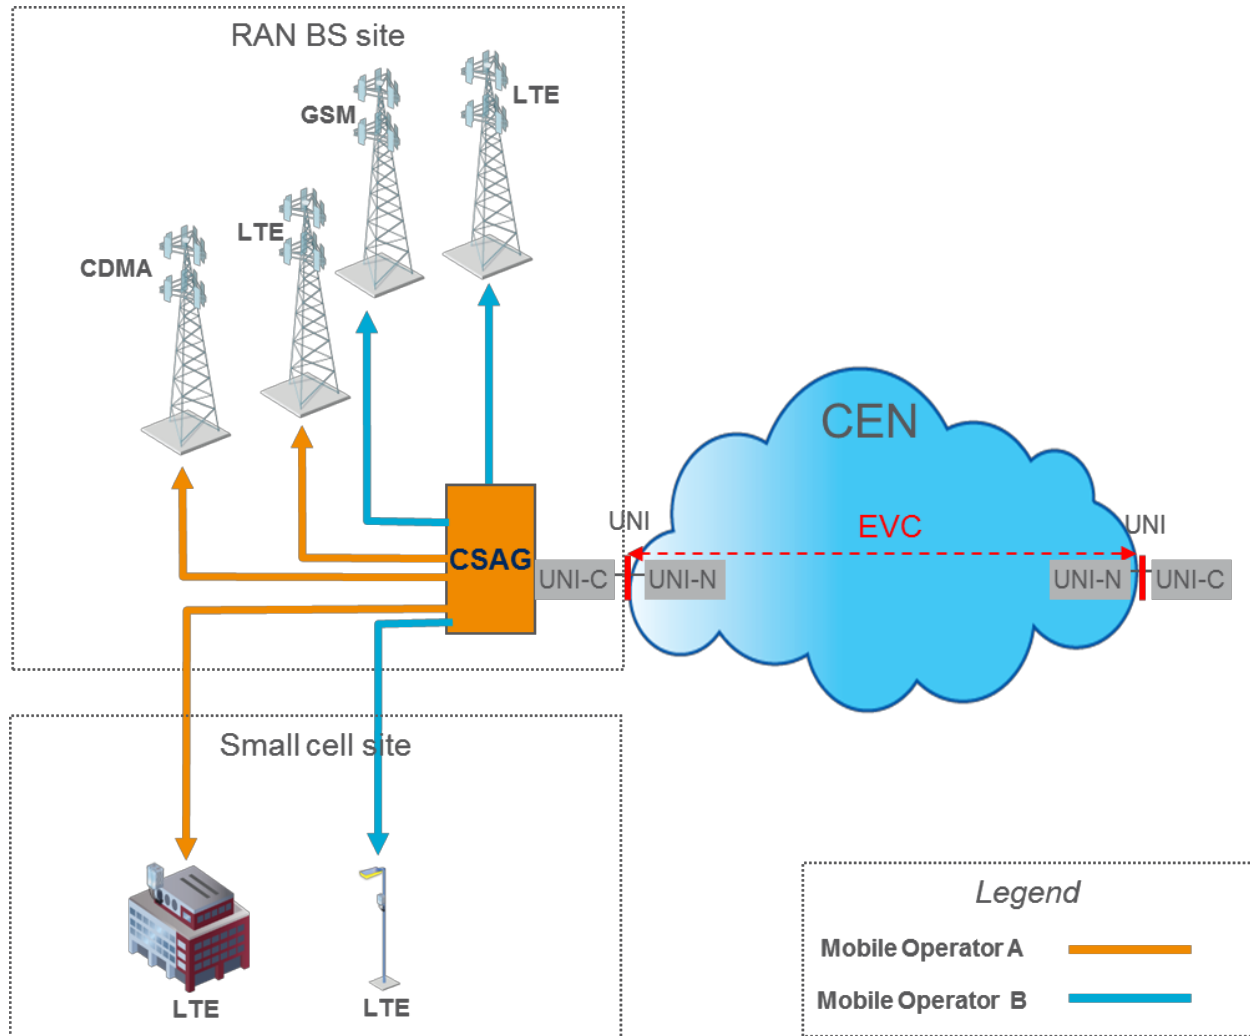 RAN BS site
LTE
GSM
LTE
CDMA
CEN
UNI
EVC
UNI
CSAG
UNI-C
UNI-N
UNI-N
UNI-C
Small cell site
LTE
LTE
Legend
Mobile Operator A
Mobile Operator B